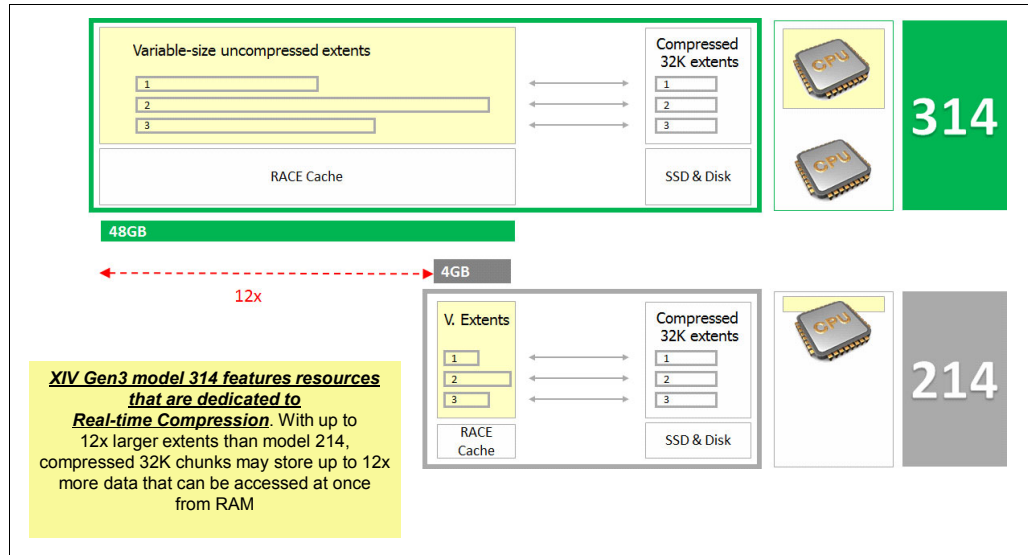 Variable-size uncompressed extents
1
2
3
Compressed
32K extents
1
2
3
RACE Cache
SSD & Disk
CPU
CPU
314
48GB
12x
4GB
V. Extents
1
2
3
Compressed
32K extents
1
2
3
RACE
Cache
SSD & Disk
CPU
214
XIV Gen3 model 314 features resources
that are dedicated to
Real-time Compression. With up to
12x larger extents than model 214,
compressed 32K chunks may store up to 12x
more data that can be accessed at once
from RAM